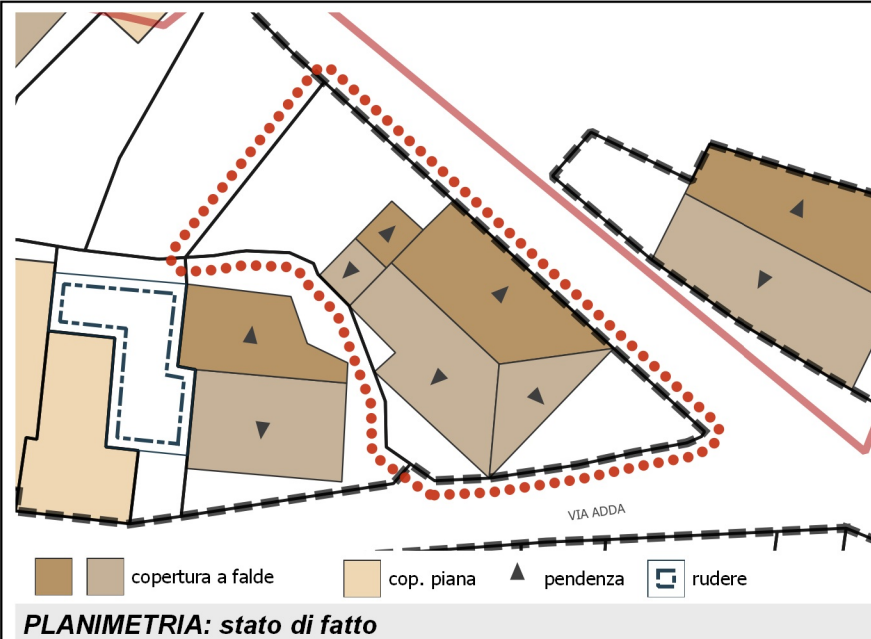 VIA ADDA
copertura a falde cop. piana pendenza rudere
PLANIMETRIA: stato di fatto